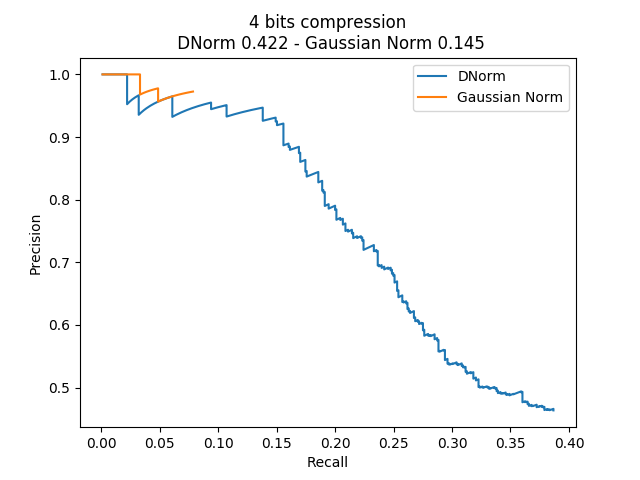 4 bits compression
DNorm 0.422 - Gaussian Norm 0.145
DNorm
Gaussian Norm
Precision
1.0
0.9
0.8
0.7
0.6
0.5
0.00 0.05 0.10 0.15 0.20 0.25 0.30 0.35 0.40
Recall